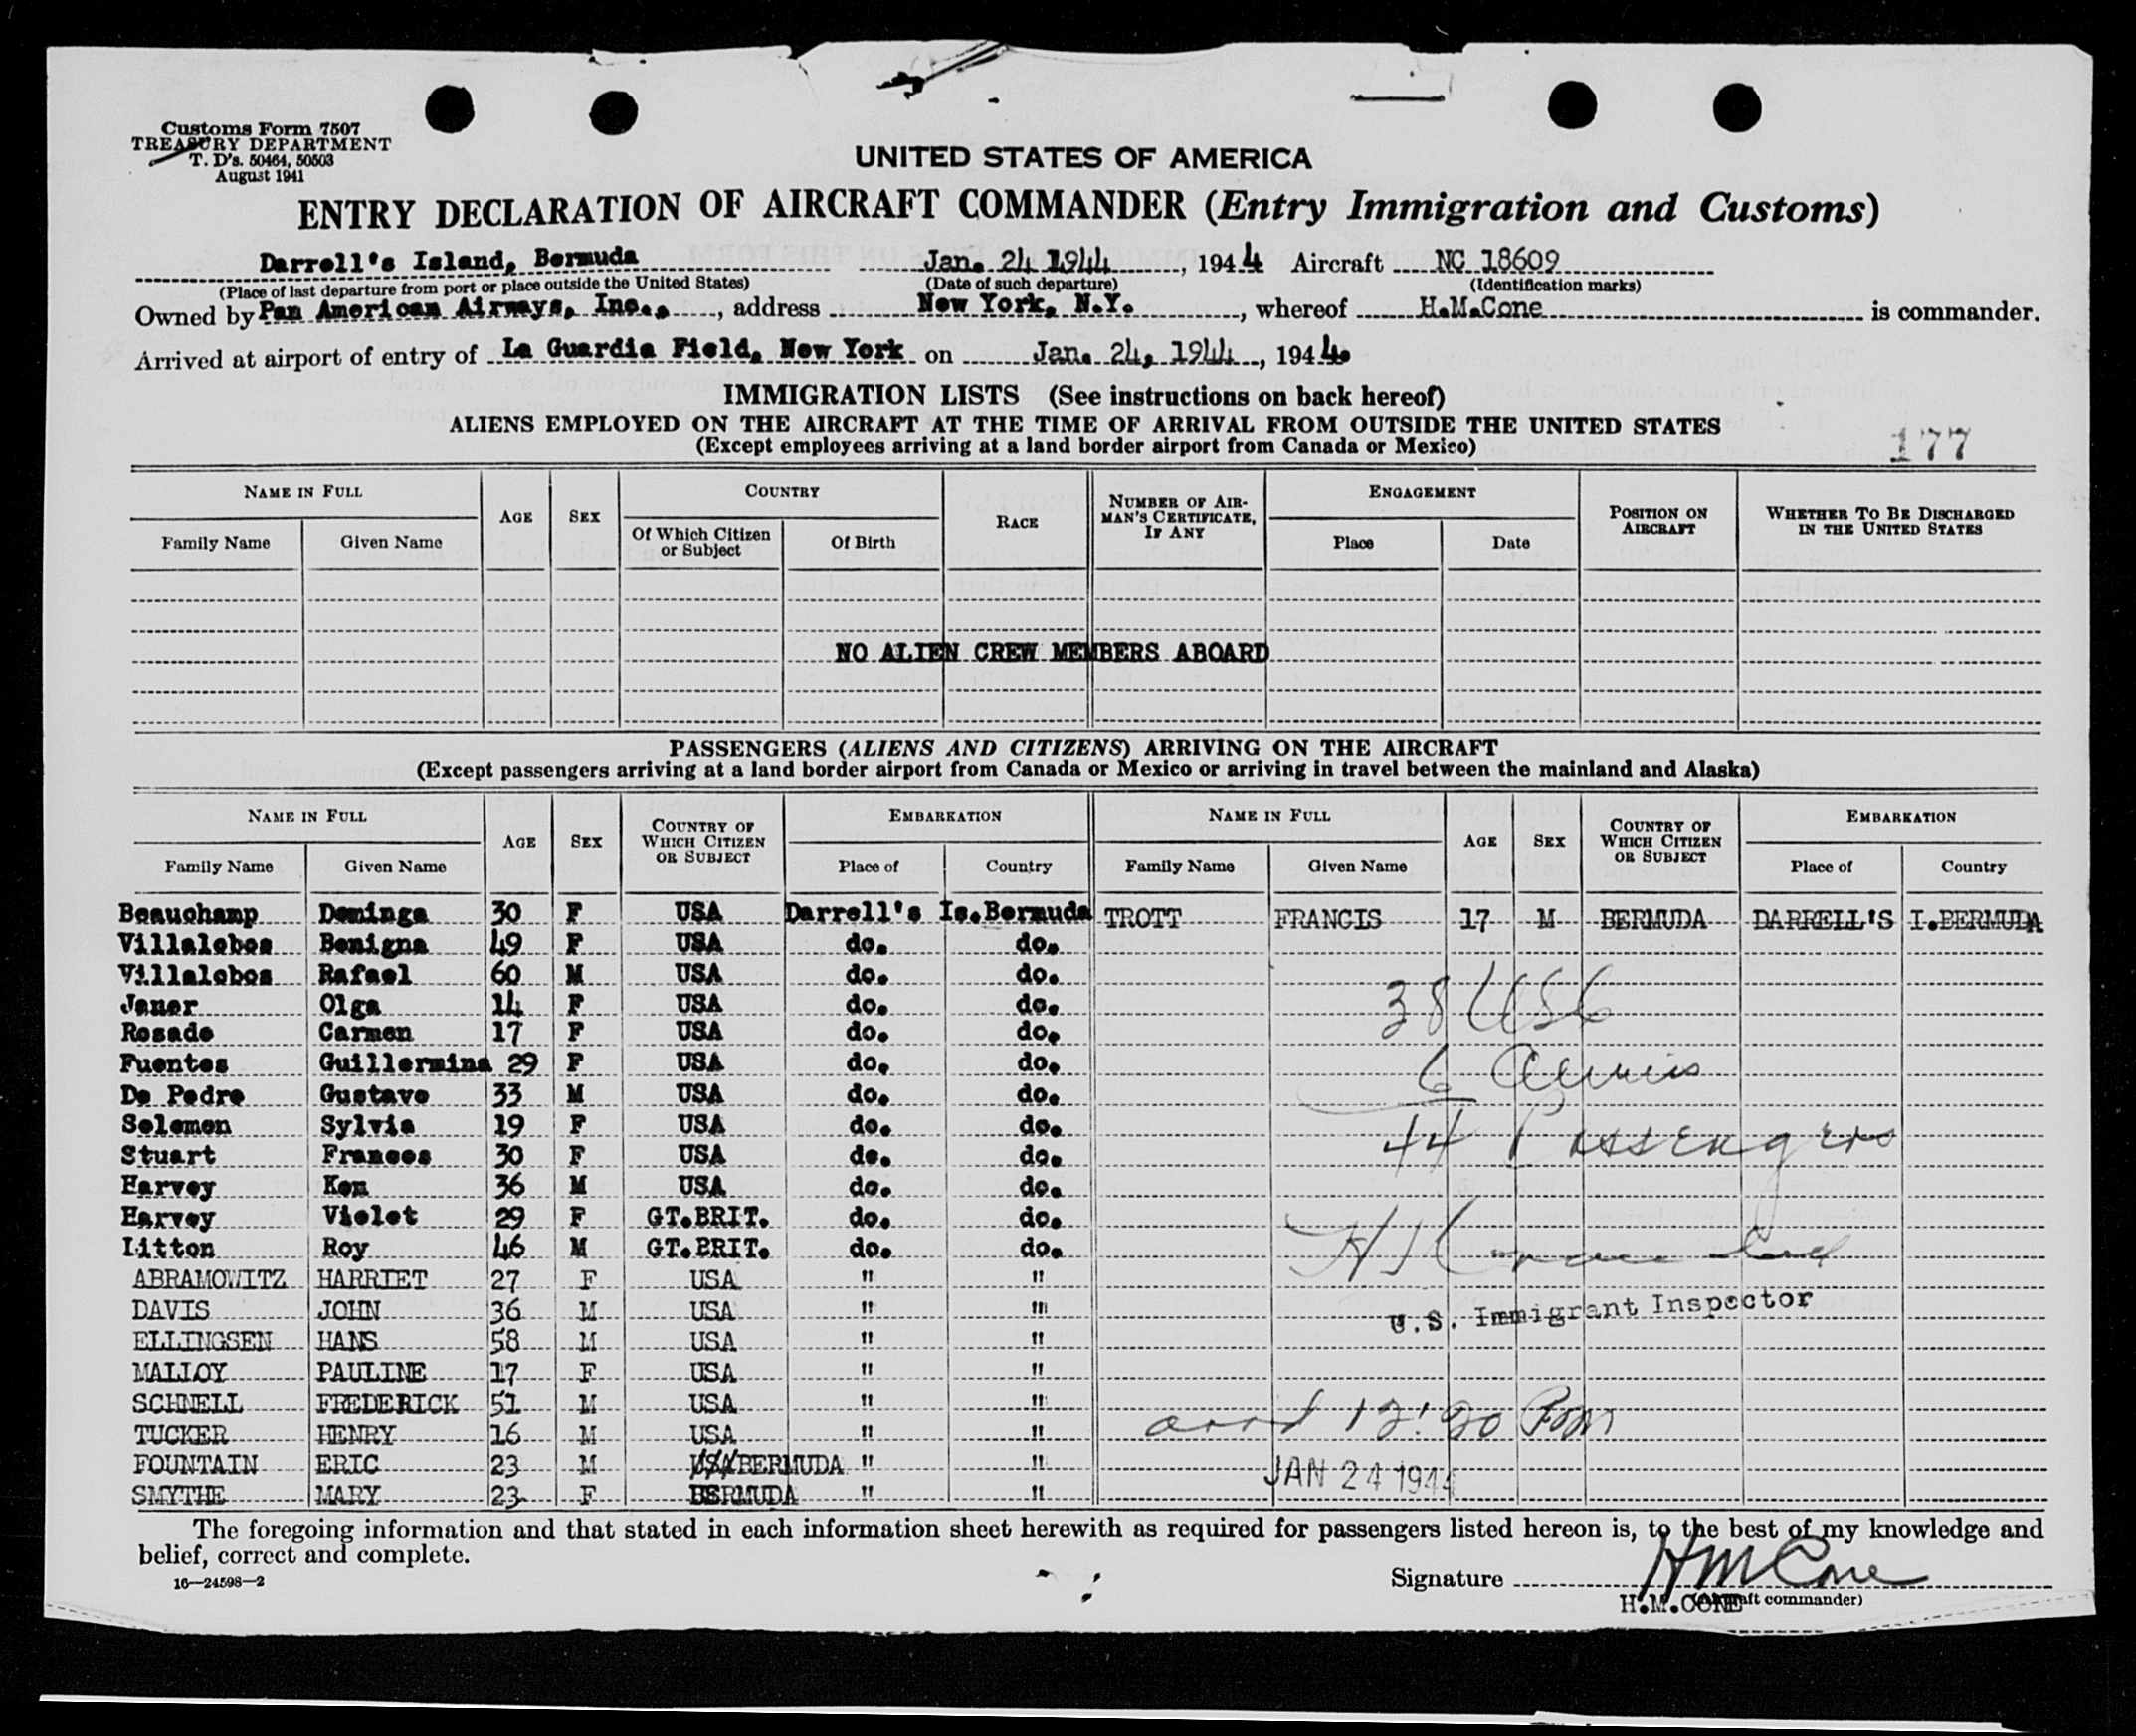 Customs Form 7507
TREASURY DEPARTMENT
T. D's. 50464, 50503
August 1941
UNITED STATES OF AMERICA
ENTRY DECLARATION OF AIRCRAFT COMMANDER (Entry Immigration and Customs)
Darrell's Island, Bermuda Jan. 24 1944, 1944 Aircraft NC 18609
(Place of last departure from port or place outside the United States) (Date of such departure) (Identification marks)
Owned by Pan American Airways, Inc., address New York, N.Y., whereof H.M.Cone is commander.
Arrived at airport of entry of La Guardia Field, New York on Jan. 24, 1944, 1944.
IMMIGRATION LISTS (See instructions on back hereof)
ALIENS EMPLOYED ON THE AIRCRAFT AT THE TIME OF ARRIVAL FROM OUTSIDE THE UNITED STATES
(Except employees arriving at a land border airport from Canada or Mexico)
177
NAME IN FULL AGE SEX COUNTRY RACE NUMBER OF AIRMAN'S CERTIFICATE, IF ANY ENGAGEMENT POSITION ON AIRCRAFT WHETHER TO BE DISCHARGED IN THE UNITED STATES
Family Name Given Name Of Which Citizen or Subject Of Birth Place Date
NO ALIEN CREW MEMBERS ABOARD
PASSENGERS (ALIENS AND CITIZENS) ARRIVING ON THE AIRCRAFT
(Except passengers arriving at a land border airport from Canada or Mexico or arriving in travel between the mainland and Alaska)
NAME IN FULL AGE SEX COUNTRY OF WHICH CITIZEN OR SUBJECT EMBARKATION NAME IN FULL AGE SEX COUNTRY OF WHICH CITIZEN OR SUBJECT EMBARKATION
Family Name Given Name Place of Country Family Name Given Name Place of Country
Beauchamp Dominga 30 F USA Darrell's Is.Bermuda TROTT FRANCIS 17 M BERMUDA DARRELL'S I.BERMUDA
Villalobos Benigna 49 F USA do. do.
Villalobos Rafael 60 M USA do. do.
Janer Olga 14 F USA do. do.
Rosado Carmen 17 F USA do. do.
Fuentes Guillermina 29 F USA do. do.
De Pedro Gustavo 33 M USA do. do.
Solomon Sylvia 19 F USA do. do.
44 Passengers
Stuart Frances 30 F USA do. do.
Harvey Ken 36 M USA do. do.
Harvey Violet 29 F GT.BRIT. do. do.
Litton Roy 46 M GT.BRIT. do. do.
ABRAMOWITZ HARRIET 27 F USA " "
DAVIS JOHN 36 M USA " "
U.S. Immigrant Inspector
ELLINGSEN HANS 58 M USA " "
MALLOY PAULINE 17 F USA " "
SCHNELL FREDERICK 51 M USA " "
12:20 Pm
TUCKER HENRY 16 M USA " "
FOUNTAIN ERIC 23 M USA BERMUDA " "
JAN 24 1944
SMYTHE MARY 23 F BERMUDA " "
The foregoing information and that stated in each information sheet herewith as required for passengers listed hereon is, to the best of my knowledge and
belief, correct and complete.
16—24598—2
Signature HMCone
H.M.CONE (Aircraft commander)